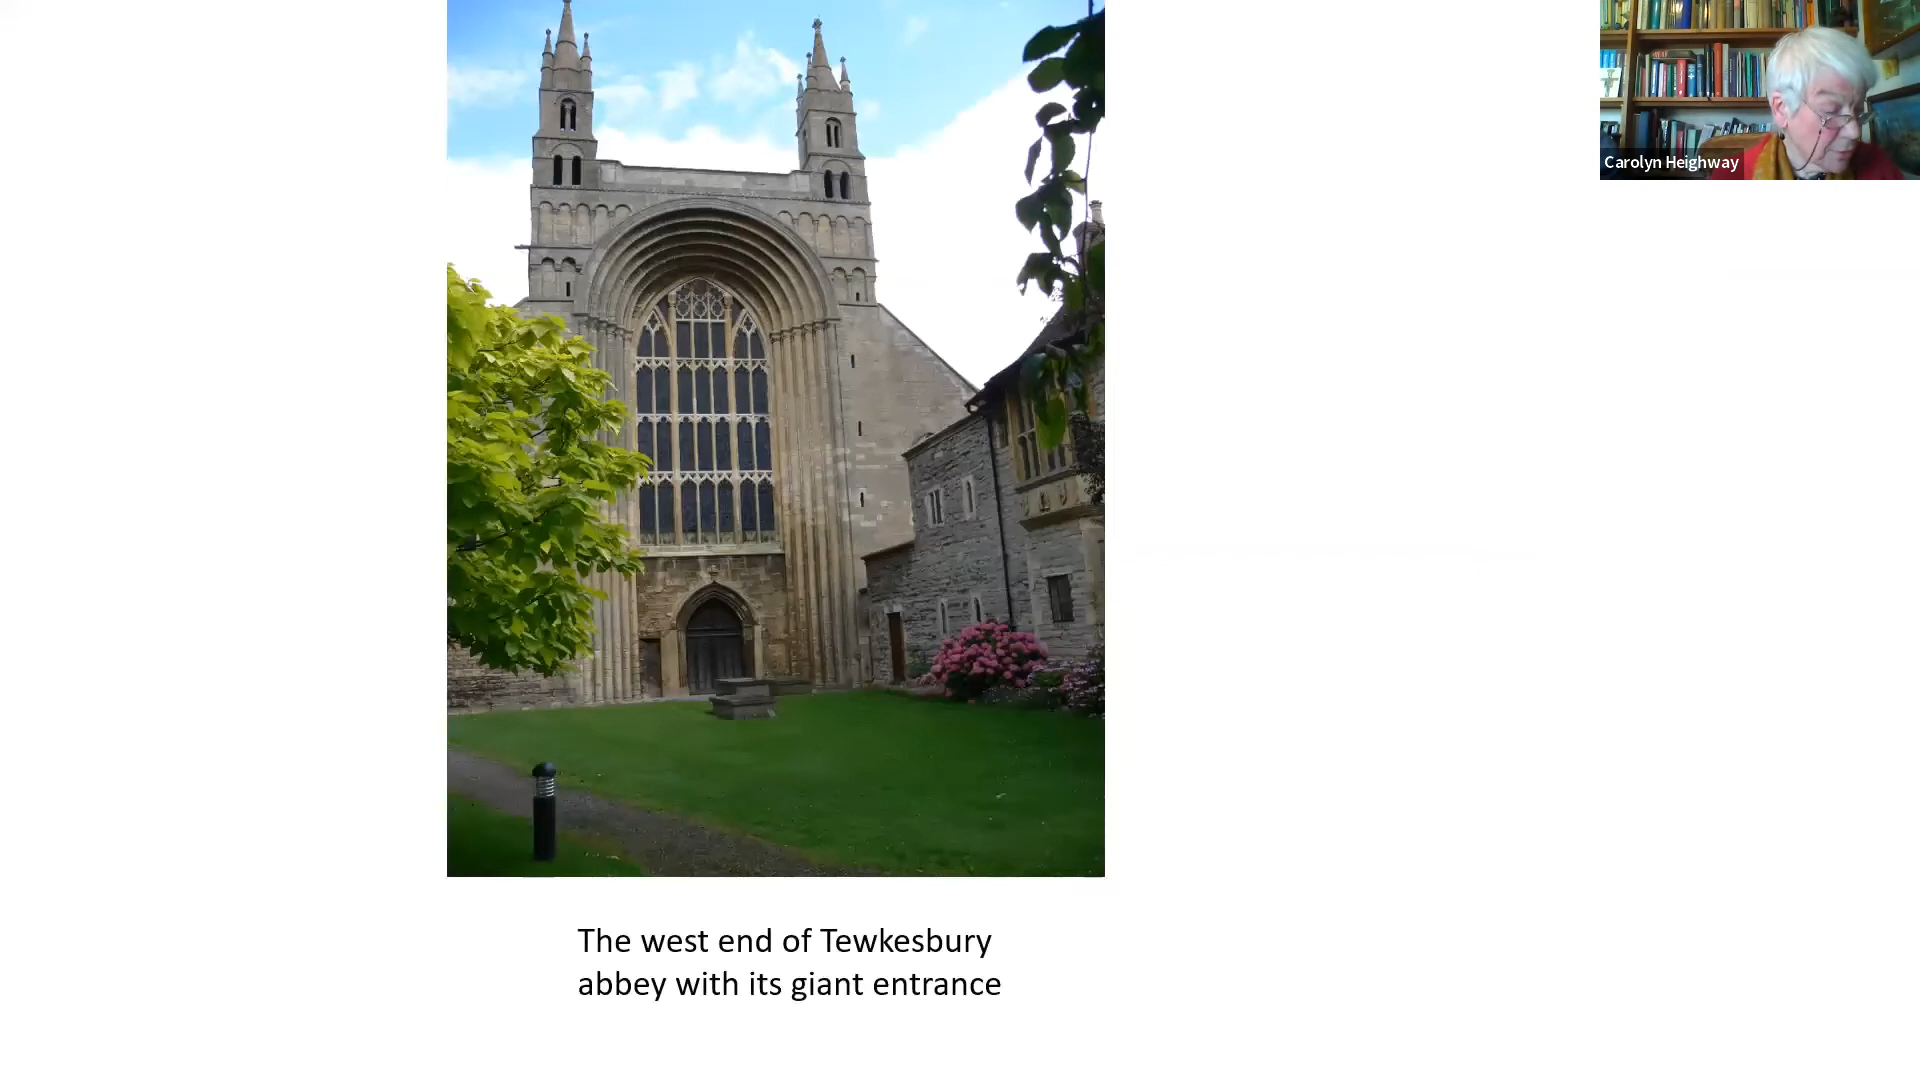 Carolyn Heighway
The west end of Tewkesbury
abbey with its giant entrance